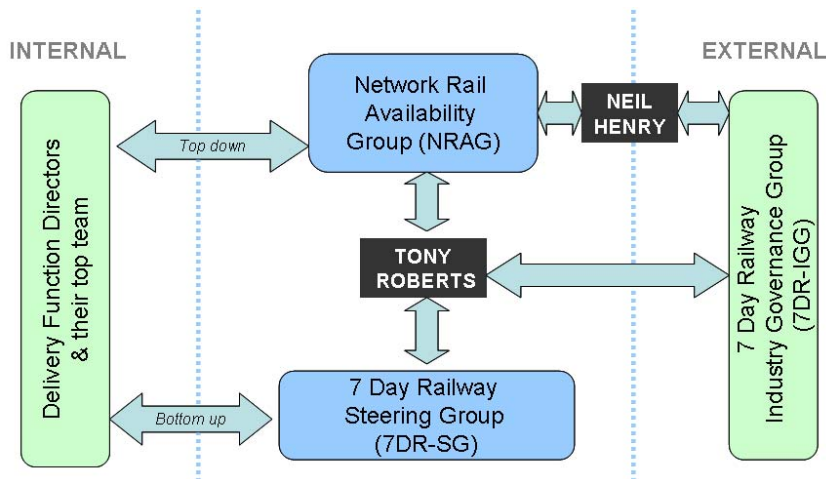 INTERNAL
EXTERNAL
Network Rail
Availability
Group (NRAG)
NEIL
HENRY
Top down
Delivery Function Directors
& their top team
TONY
ROBERTS
7 Day Railway
Industry Governance Group
(7DR-IGG)
7 Day Railway
Steering Group
(7DR-SG)
Bottom up